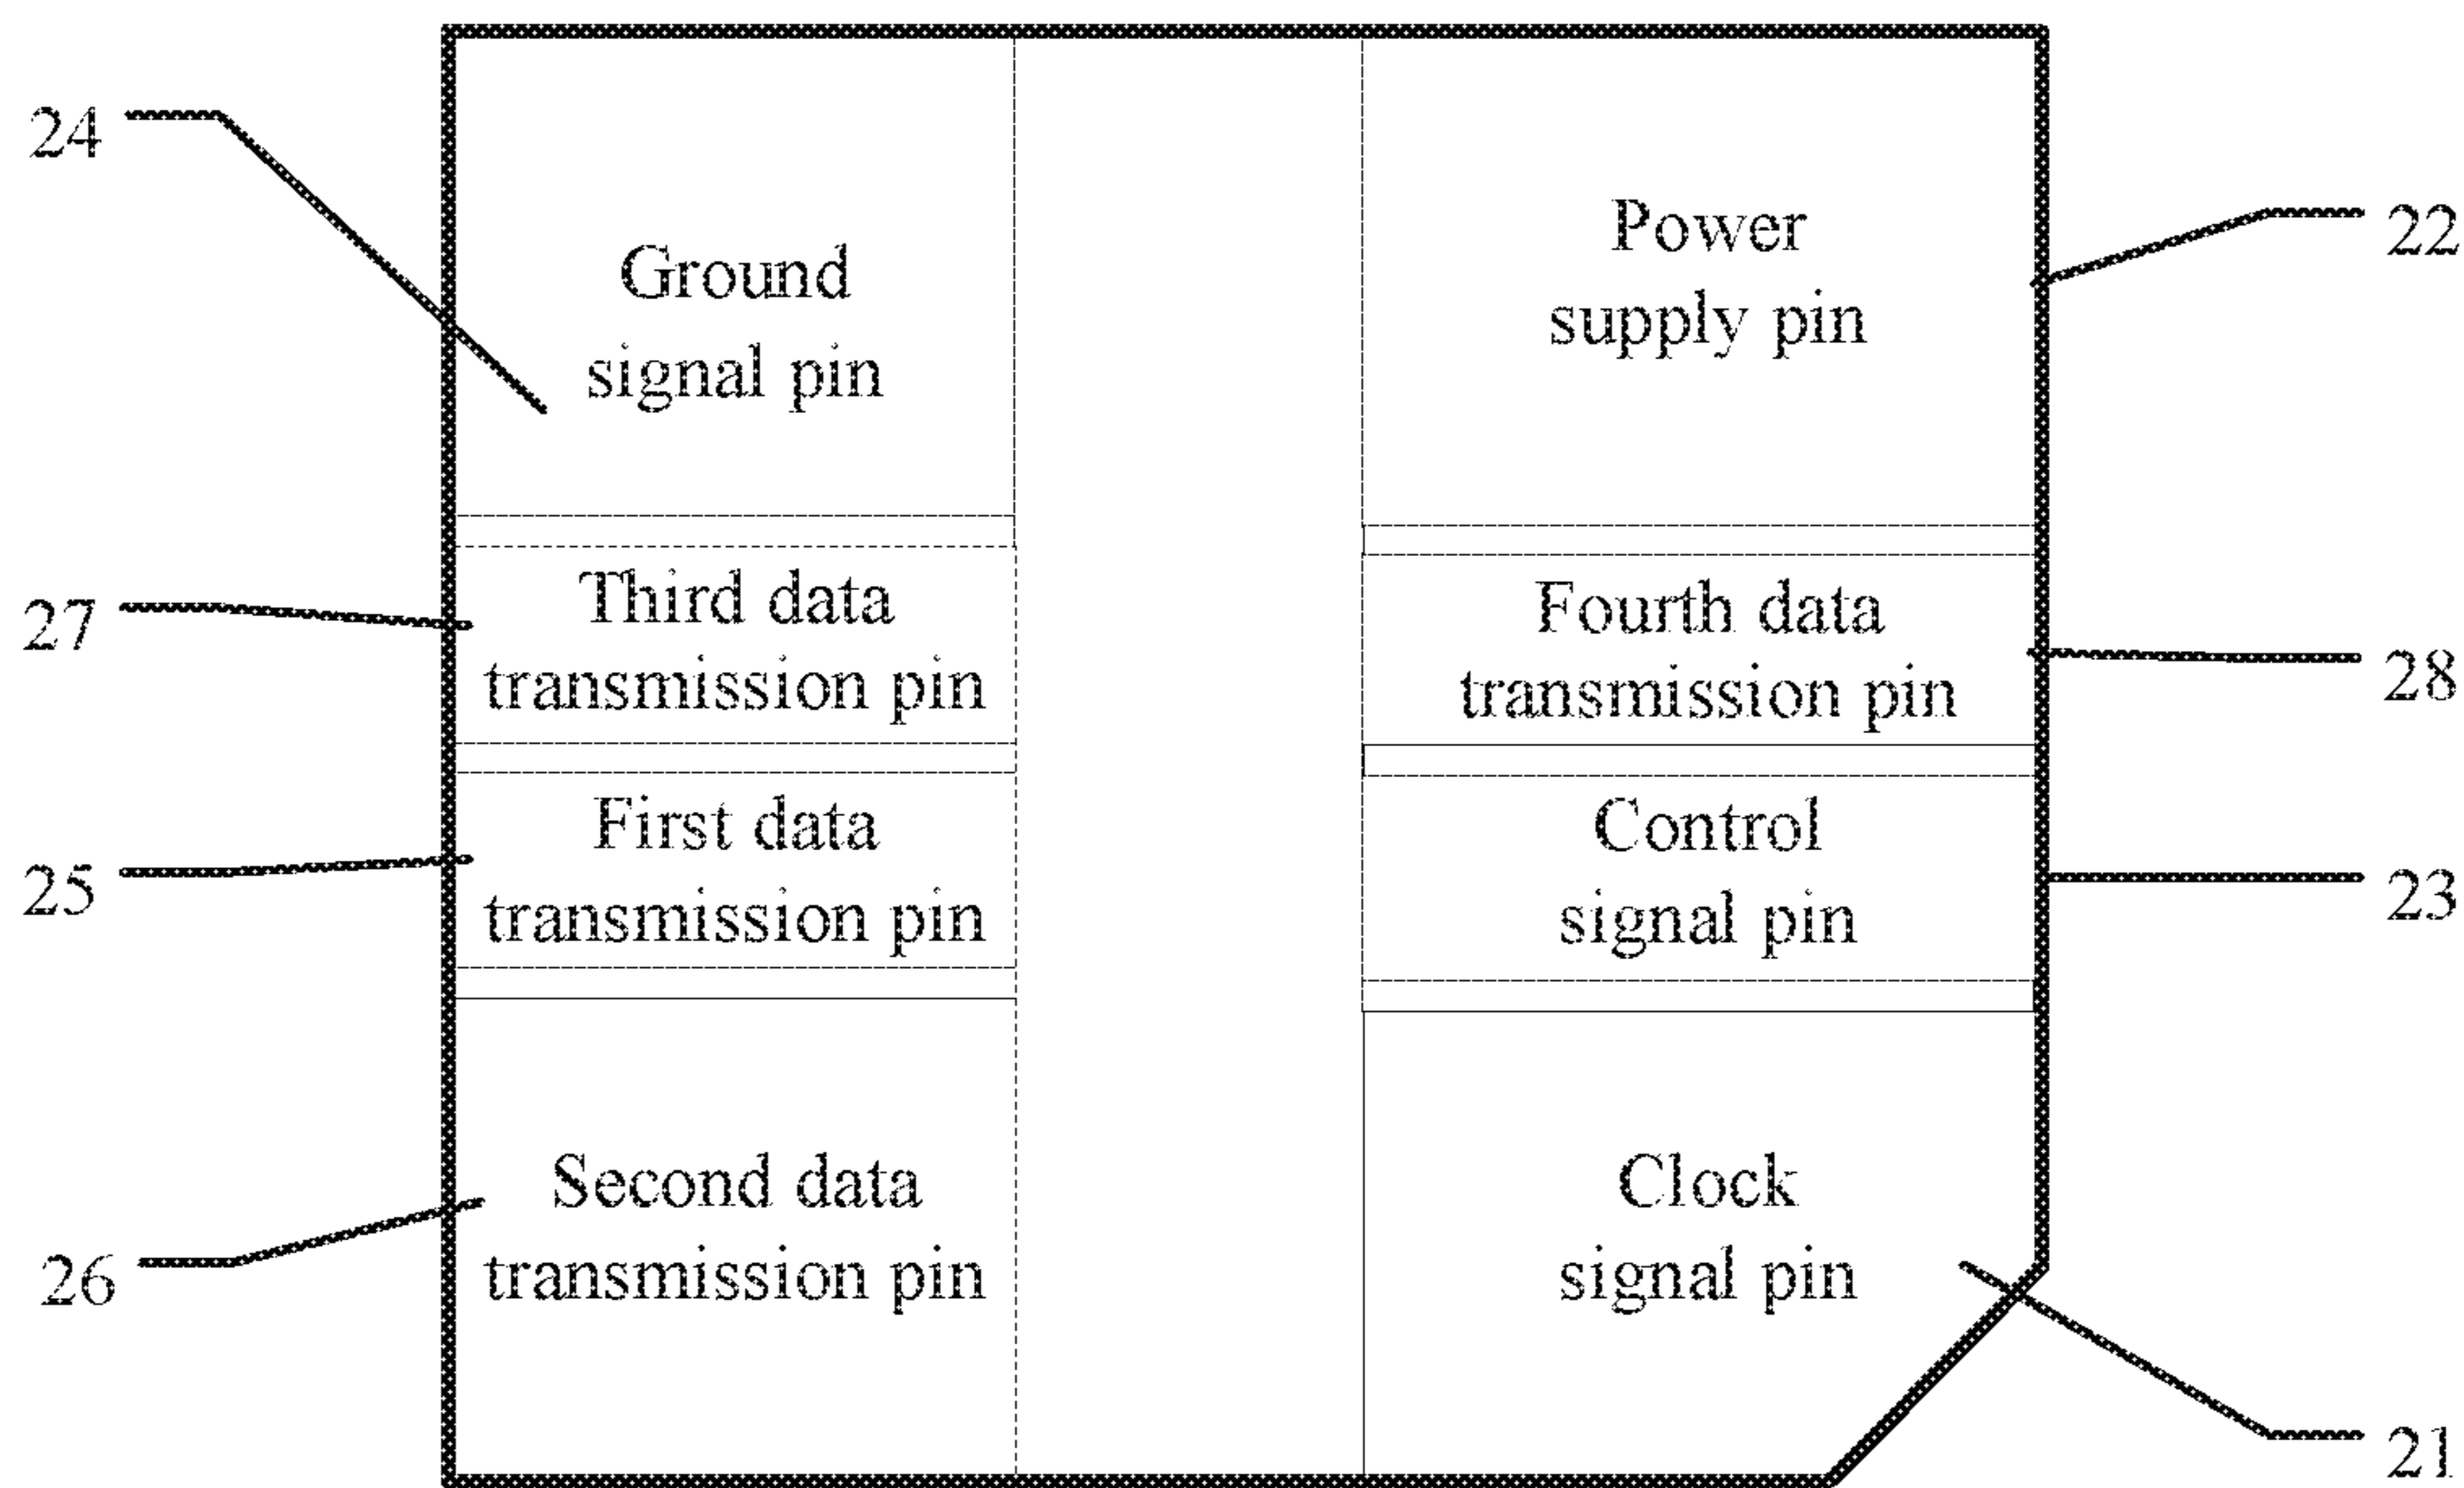 24
Ground
signal pin
Power
supply pin
22
27
Third data
transmission pin
Fourth data
transmission pin
28
25
First data
transmission pin
Control
signal pin
23
26
Second data
transmission pin
Clock
signal pin
21